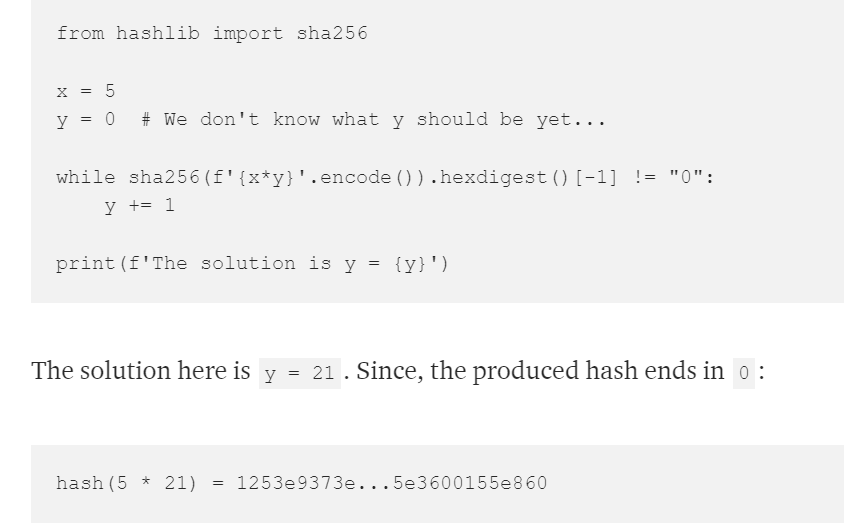 from hashlib import sha256
x = 5
y = 0  # We don't know what y should be yet...
while sha256(f'{x*y}'.encode()).hexdigest()[-1] != "0":
    y += 1
print(f'The solution is y = {y}')
The solution here is y = 21 . Since, the produced hash ends in 0 :
hash(5 * 21) = 1253e9373e...5e3600155e860